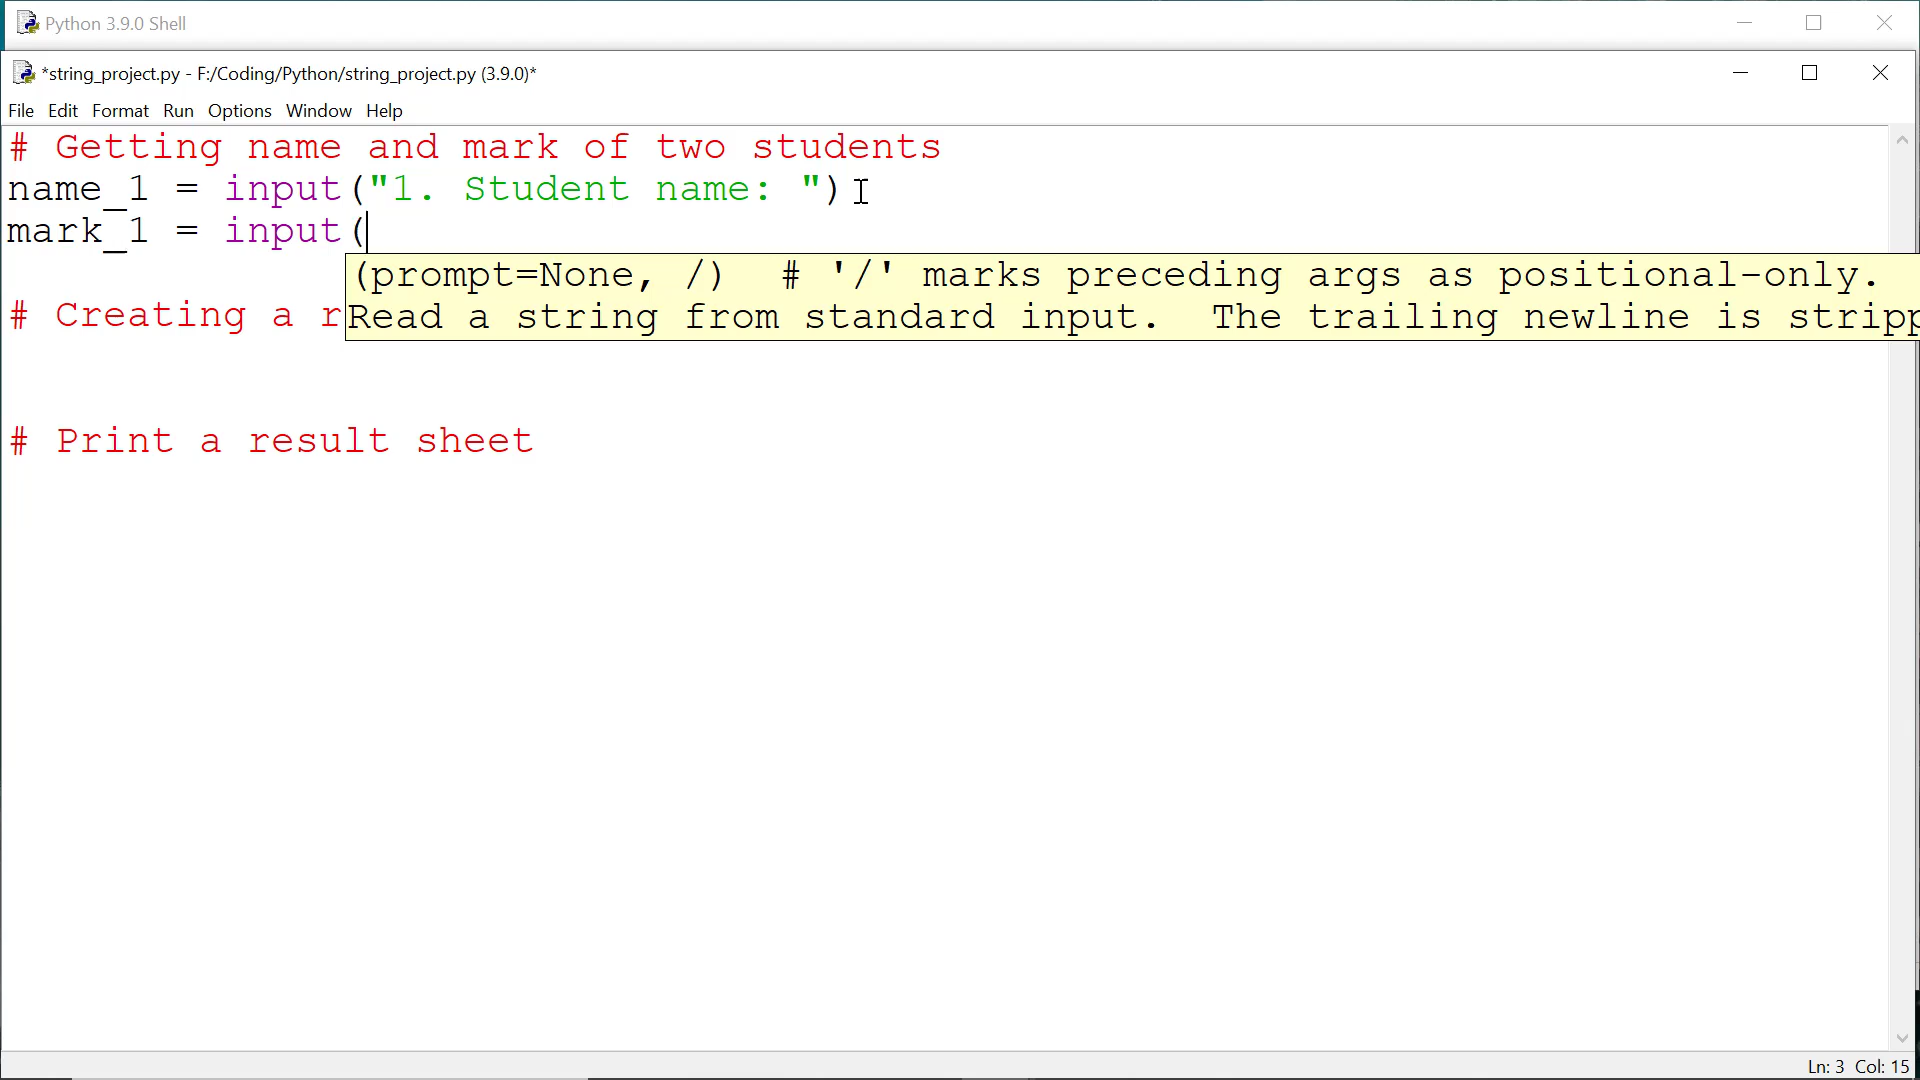 Python 3.9.0 Shell
*string_project.py - F:/Coding/Python/string_project.py (3.9.0)*
File Edit Format Run Options Window Help
# Getting name and mark of two students
name_1 = input("1. Student name: ")
mark_1 = input(
(prompt=None, /)  # '/' marks preceding args as positional-only.
# Creating a r
Read a string from standard input.  The trailing newline is stripp
# Print a result sheet
Ln: 3 Col: 15